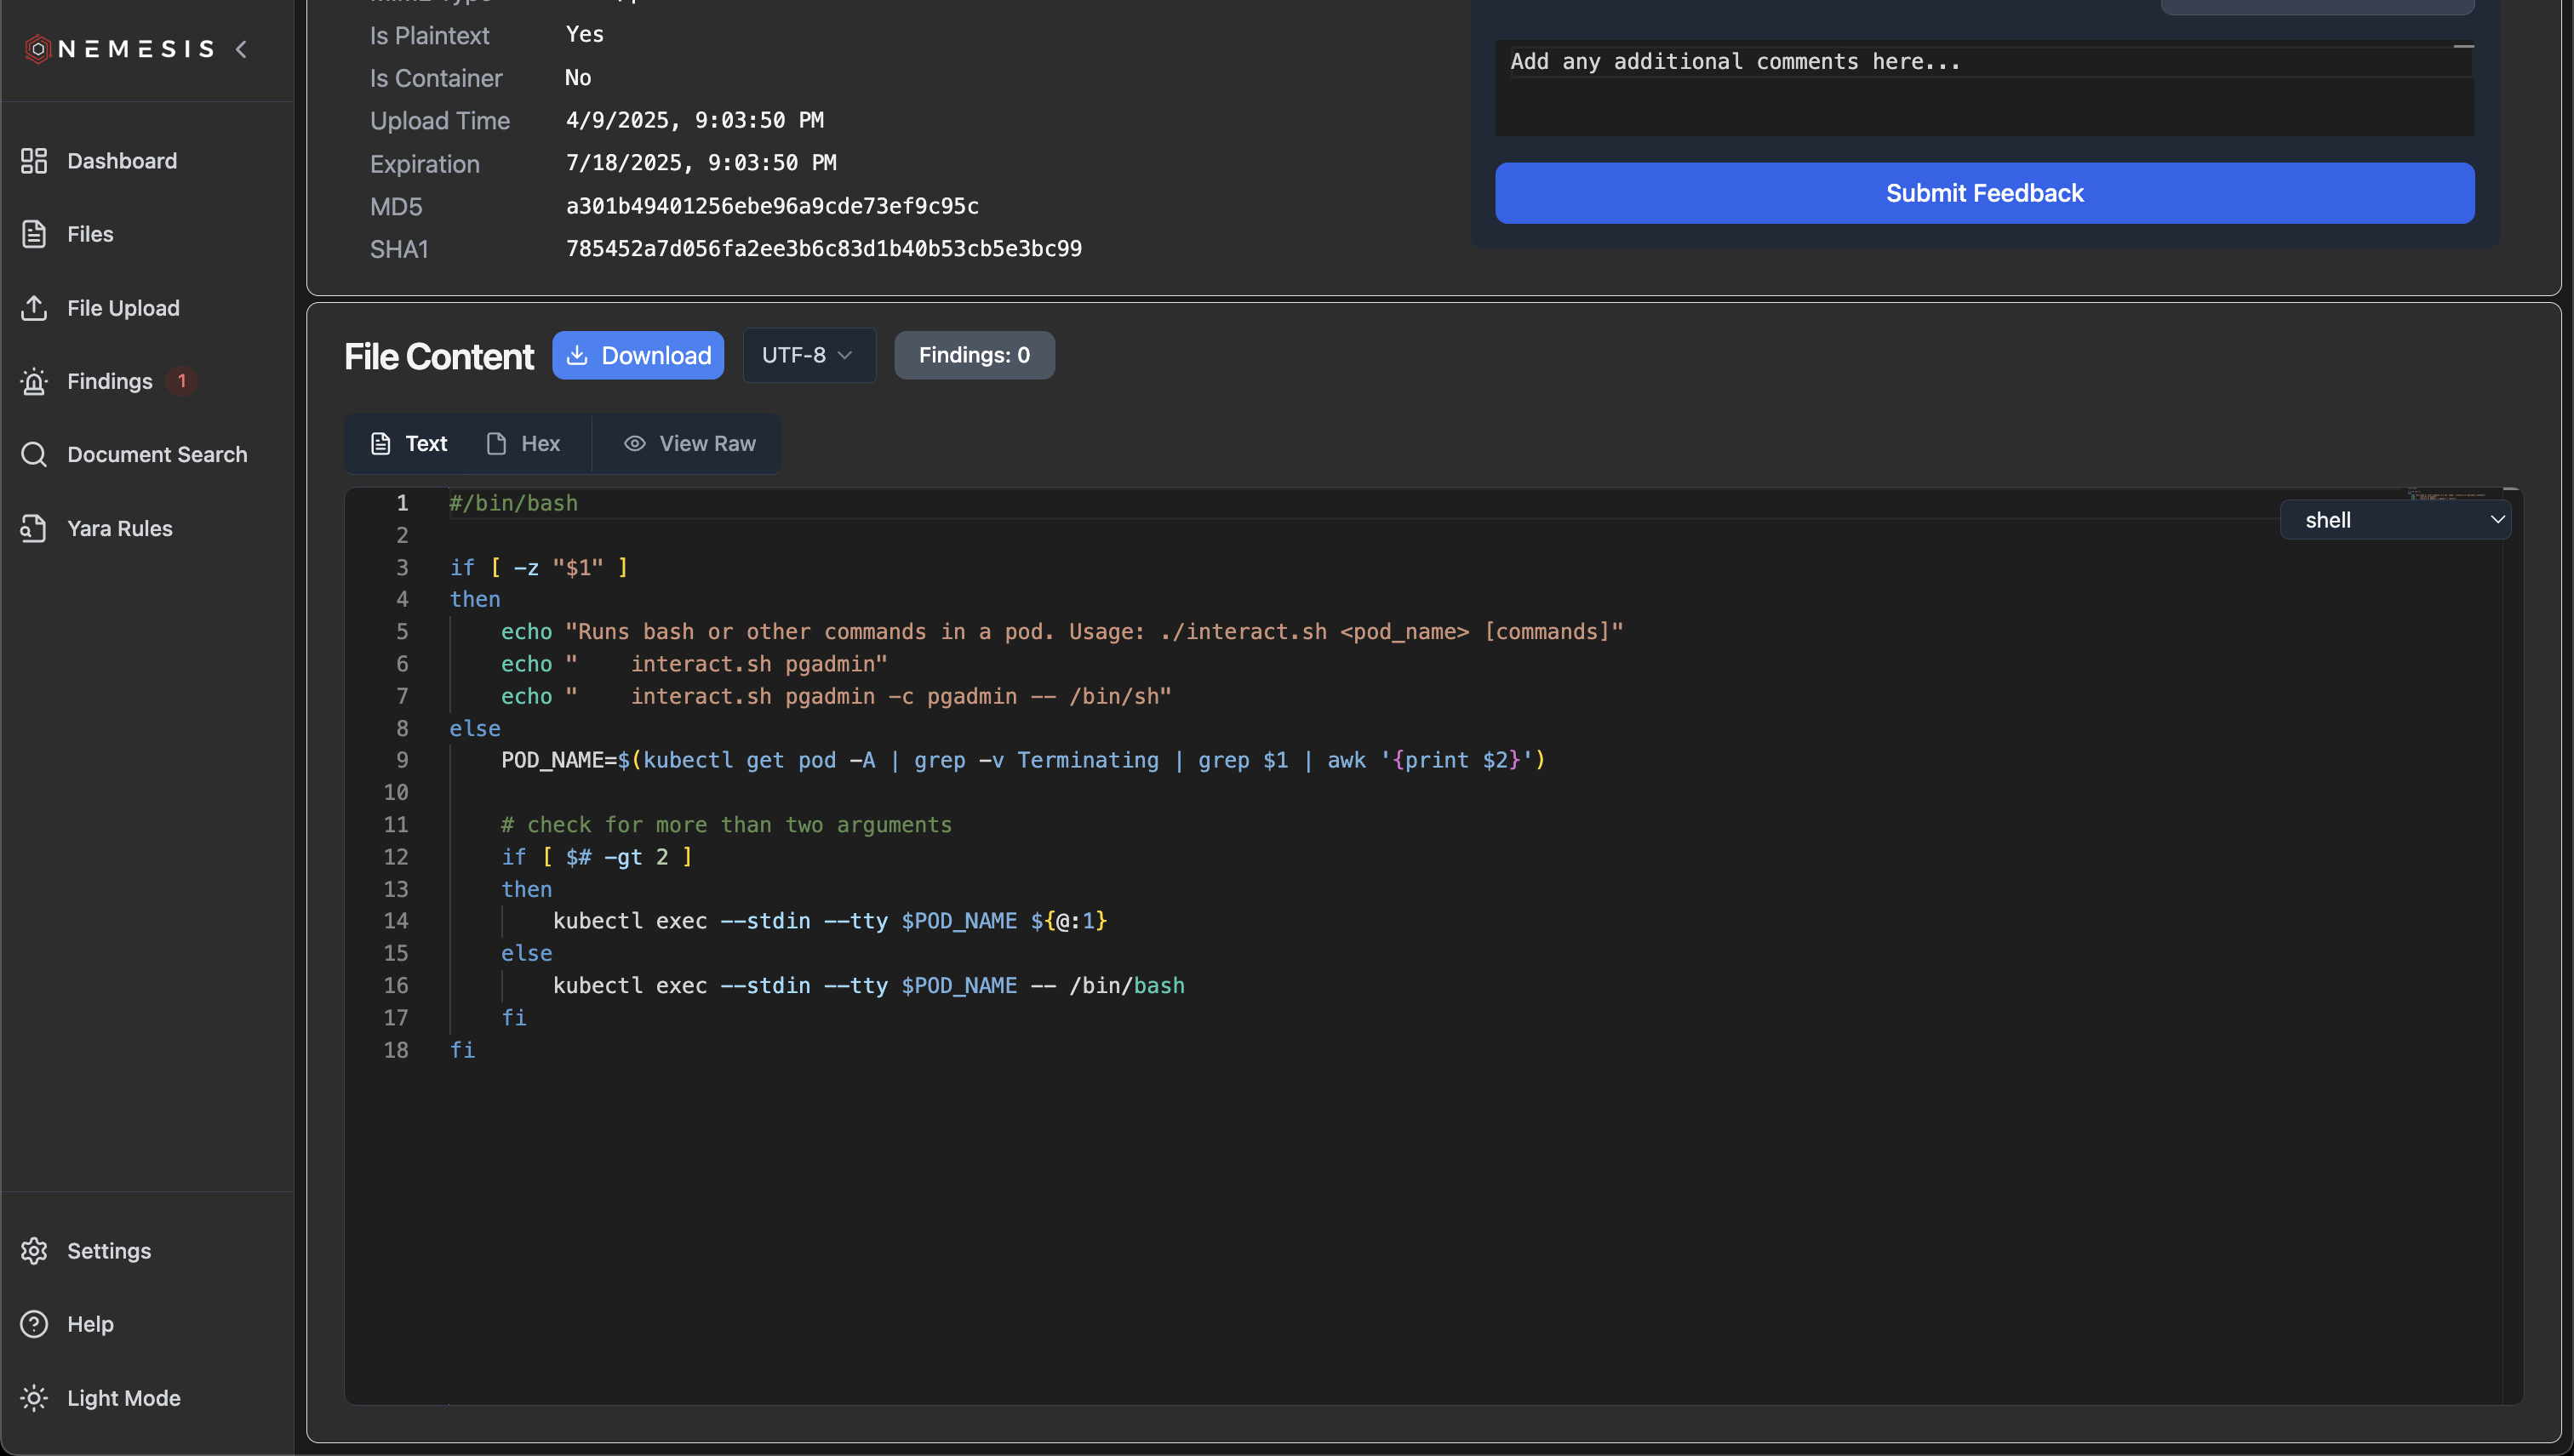 NEMESIS
Dashboard
Files
File Upload
Findings 1
Document Search
Yara Rules
Settings
Help
Light Mode
Is Plaintext Yes
Is Container No
Upload Time 4/9/2025, 9:03:50 PM
Expiration 7/18/2025, 9:03:50 PM
MD5 a301b49401256ebe96a9cde73ef9c95c
SHA1 785452a7d056fa2ee3b6c83d1b40b53cb5e3bc99
Add any additional comments here...
Submit Feedback
File Content Download UTF-8 Findings: 0
Text Hex View Raw
shell
1 #/bin/bash
2
3 if [ -z "$1" ]
4 then
5     echo "Runs bash or other commands in a pod. Usage: ./interact.sh <pod_name> [commands]"
6     echo "    interact.sh pgadmin"
7     echo "    interact.sh pgadmin -c pgadmin -- /bin/sh"
8 else
9     POD_NAME=$(kubectl get pod -A | grep -v Terminating | grep $1 | awk '{print $2}')
10
11     # check for more than two arguments
12     if [ $# -gt 2 ]
13     then
14         kubectl exec --stdin --tty $POD_NAME ${@:1}
15     else
16         kubectl exec --stdin --tty $POD_NAME -- /bin/bash
17     fi
18 fi